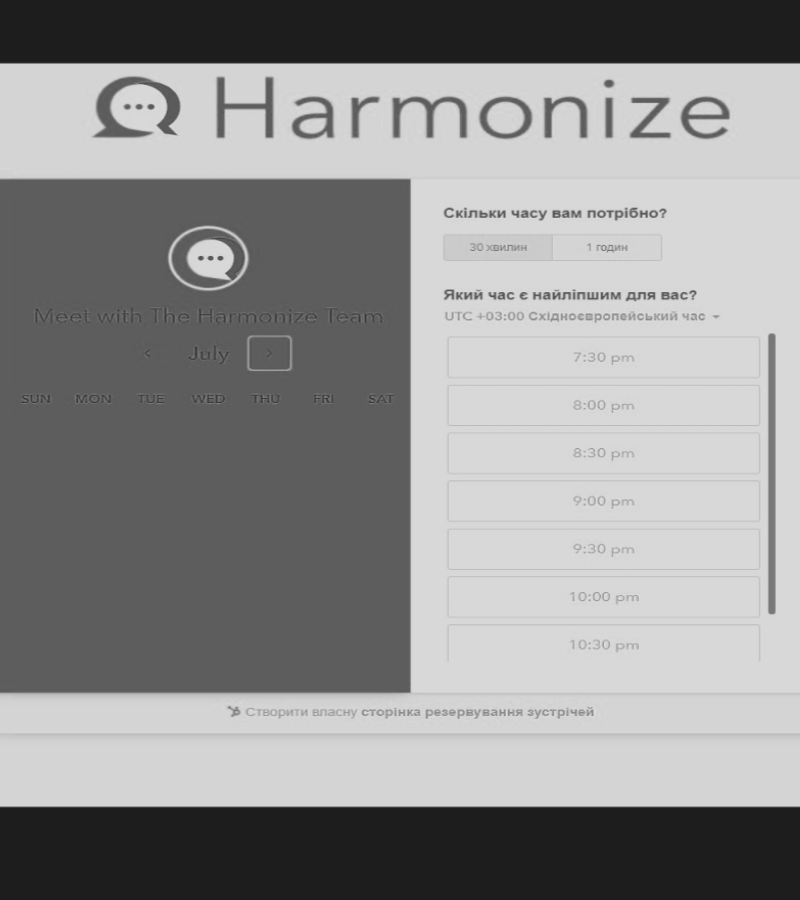 Harmonize
Meet with The Harmonize Team
< July >
SUN MON TUE WED THU FRI SAT
Скільки часу вам потрібно?
30 хвилин 1 годин
Який час є найліпшим для вас?
UTC +03:00 Східноєвропейський час
7:30 pm
8:00 pm
8:30 pm
9:00 pm
9:30 pm
10:00 pm
10:30 pm
Створити власну сторінка резервування зустрічей